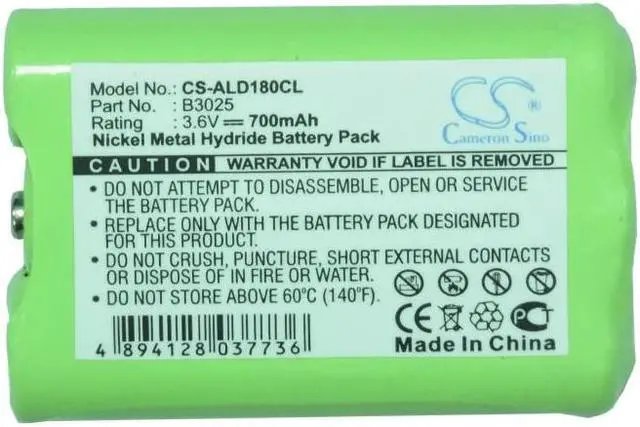 Model No.: CS-ALD180CL
Part No. : B3025
Rating : 3.6V 700mAh
Nickel Metal Hydride Battery Pack
CS
Cameron Sino
CAUTION WARRANTY VOID IF LABEL IS REMOVED
• DO NOT ATTEMPT TO DISASSEMBLE, OPEN OR SERVICE
THE BATTERY PACK.
• REPLACE ONLY WITH THE BATTERY PACK DESIGNATED
FOR THIS EQUIPMENT.
• DO NOT CRUSH, PUNCTURE, SHORT EXTERNAL CONTACTS
OR DISPOSE OF IN FIRE OR WATER.
• DO NOT STORE ABOVE 60°C (140°F).
CE
Made In China
4 894128 037736